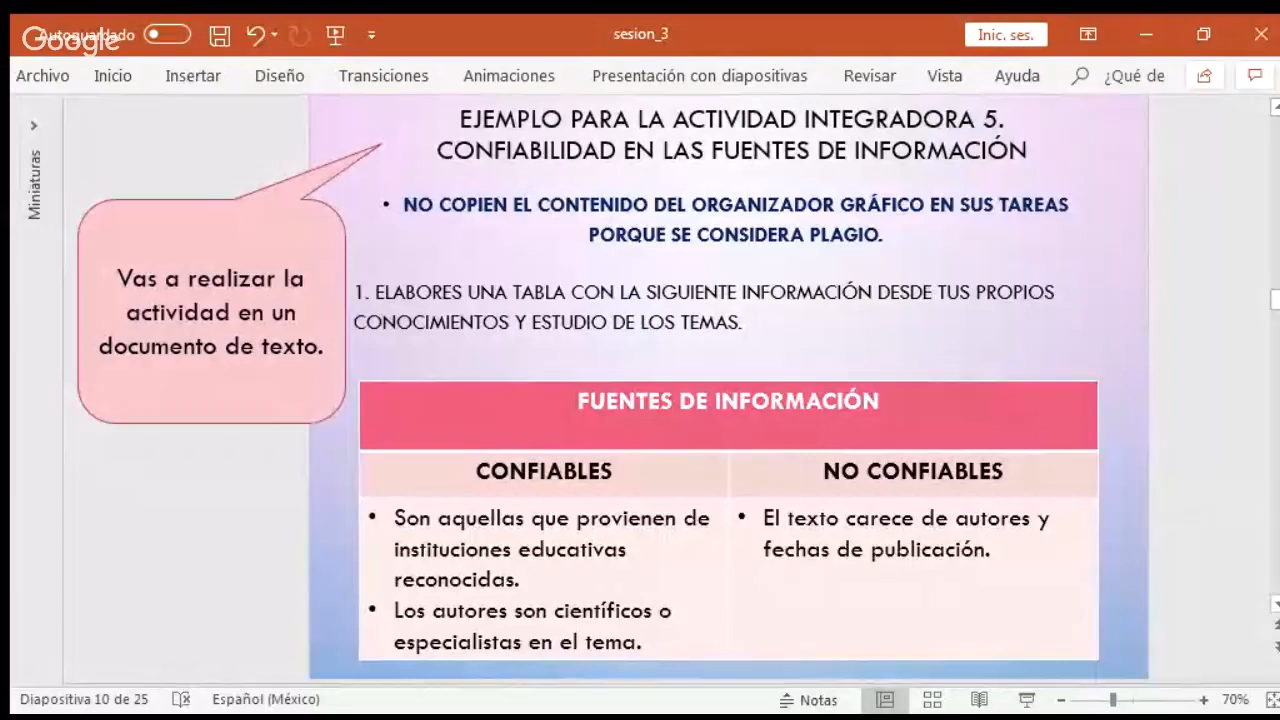 Autoguardado
Google
sesion_3
Inic. ses.
Archivo Inicio Insertar Diseño Transiciones Animaciones Presentación con diapositivas Revisar Vista Ayuda ¿Qué de
Miniaturas
EJEMPLO PARA LA ACTIVIDAD INTEGRADORA 5.
CONFIABILIDAD EN LAS FUENTES DE INFORMACIÓN
• NO COPIEN EL CONTENIDO DEL ORGANIZADOR GRÁFICO EN SUS TAREAS
PORQUE SE CONSIDERA PLAGIO.
Vas a realizar la
actividad en un
documento de texto.
1. ELABORES UNA TABLA CON LA SIGUIENTE INFORMACIÓN DESDE TUS PROPIOS
CONOCIMIENTOS Y ESTUDIO DE LOS TEMAS.
FUENTES DE INFORMACIÓN
CONFIABLES
NO CONFIABLES
• Son aquellas que provienen de
instituciones educativas
reconocidas.
• Los autores son científicos o
especialistas en el tema.
• El texto carece de autores y
fechas de publicación.
Diapositiva 10 de 25 Español (México) Notas 70%